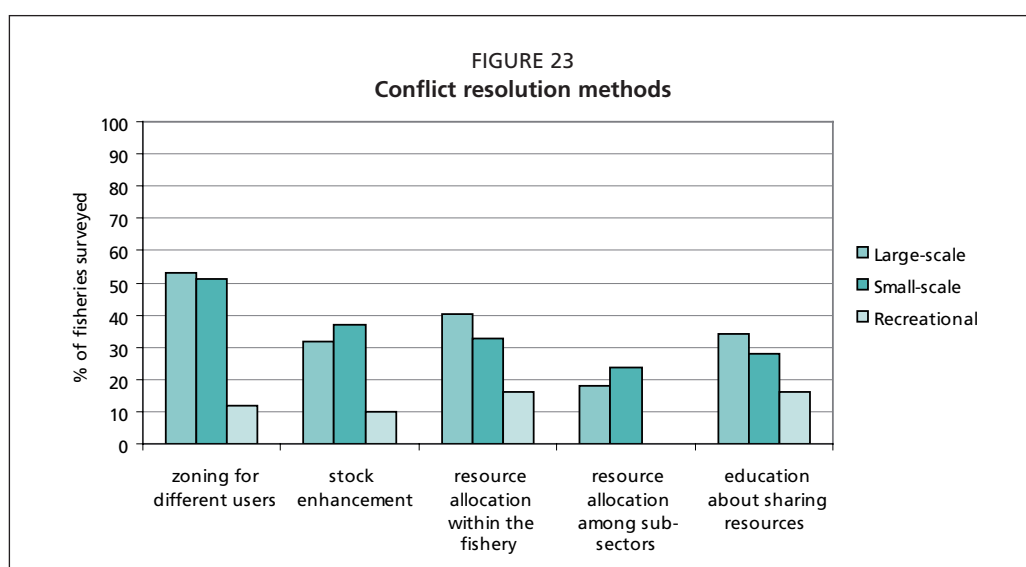 FIGURE 23
Conflict resolution methods
% of fisheries surveyed
100
90
80
70
60
50
40
30
20
10
0
Large-scale
Small-scale
Recreational
zoning for
different users
stock
enhancement
resource
allocation
within the
fishery
resource
allocation
among sub-
sectors
education
about sharing
resources